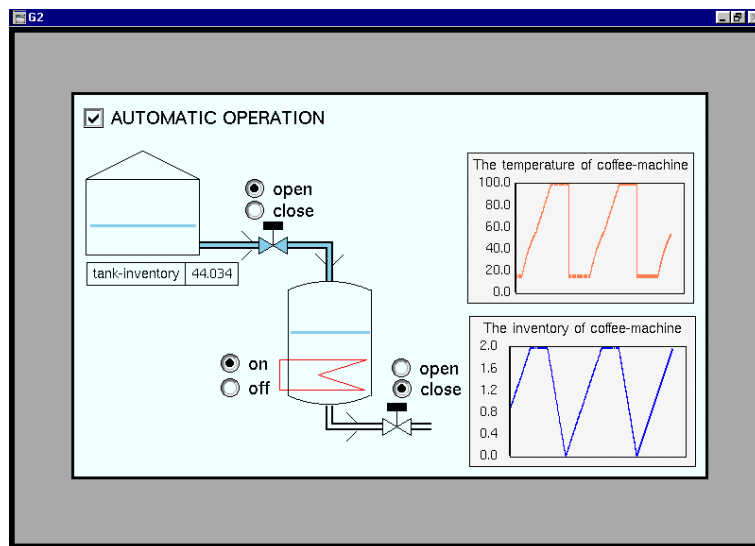 G2
AUTOMATIC OPERATION
open
close
tank-inventory 44.034
on
off
open
close
The temperature of coffee-machine
100.0
80.0
60.0
40.0
20.0
0.0
The inventory of coffee-machine
2.0
1.6
1.2
0.8
0.4
0.0